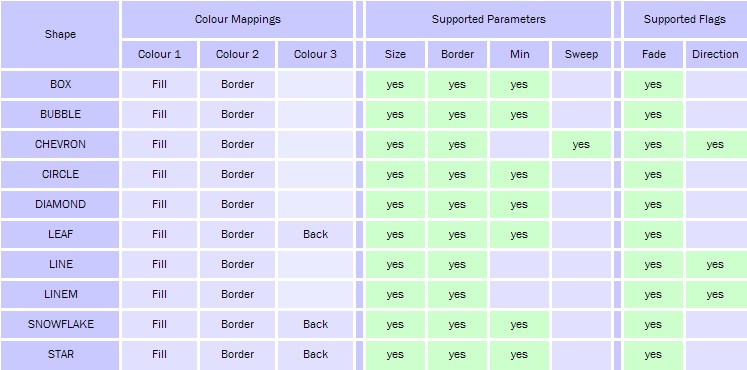 Shape Colour Mappings Supported Parameters Supported Flags
Colour 1 Colour 2 Colour 3 Size Border Min Sweep Fade Direction
BOX Fill Border yes yes yes yes
BUBBLE Fill Border yes yes yes yes
CHEVRON Fill Border yes yes yes yes yes
CIRCLE Fill Border yes yes yes yes
DIAMOND Fill Border yes yes yes yes
LEAF Fill Border Back yes yes yes yes
LINE Fill Border yes yes yes yes
LINEM Fill Border yes yes yes yes
SNOWFLAKE Fill Border Back yes yes yes yes
STAR Fill Border Back yes yes yes yes